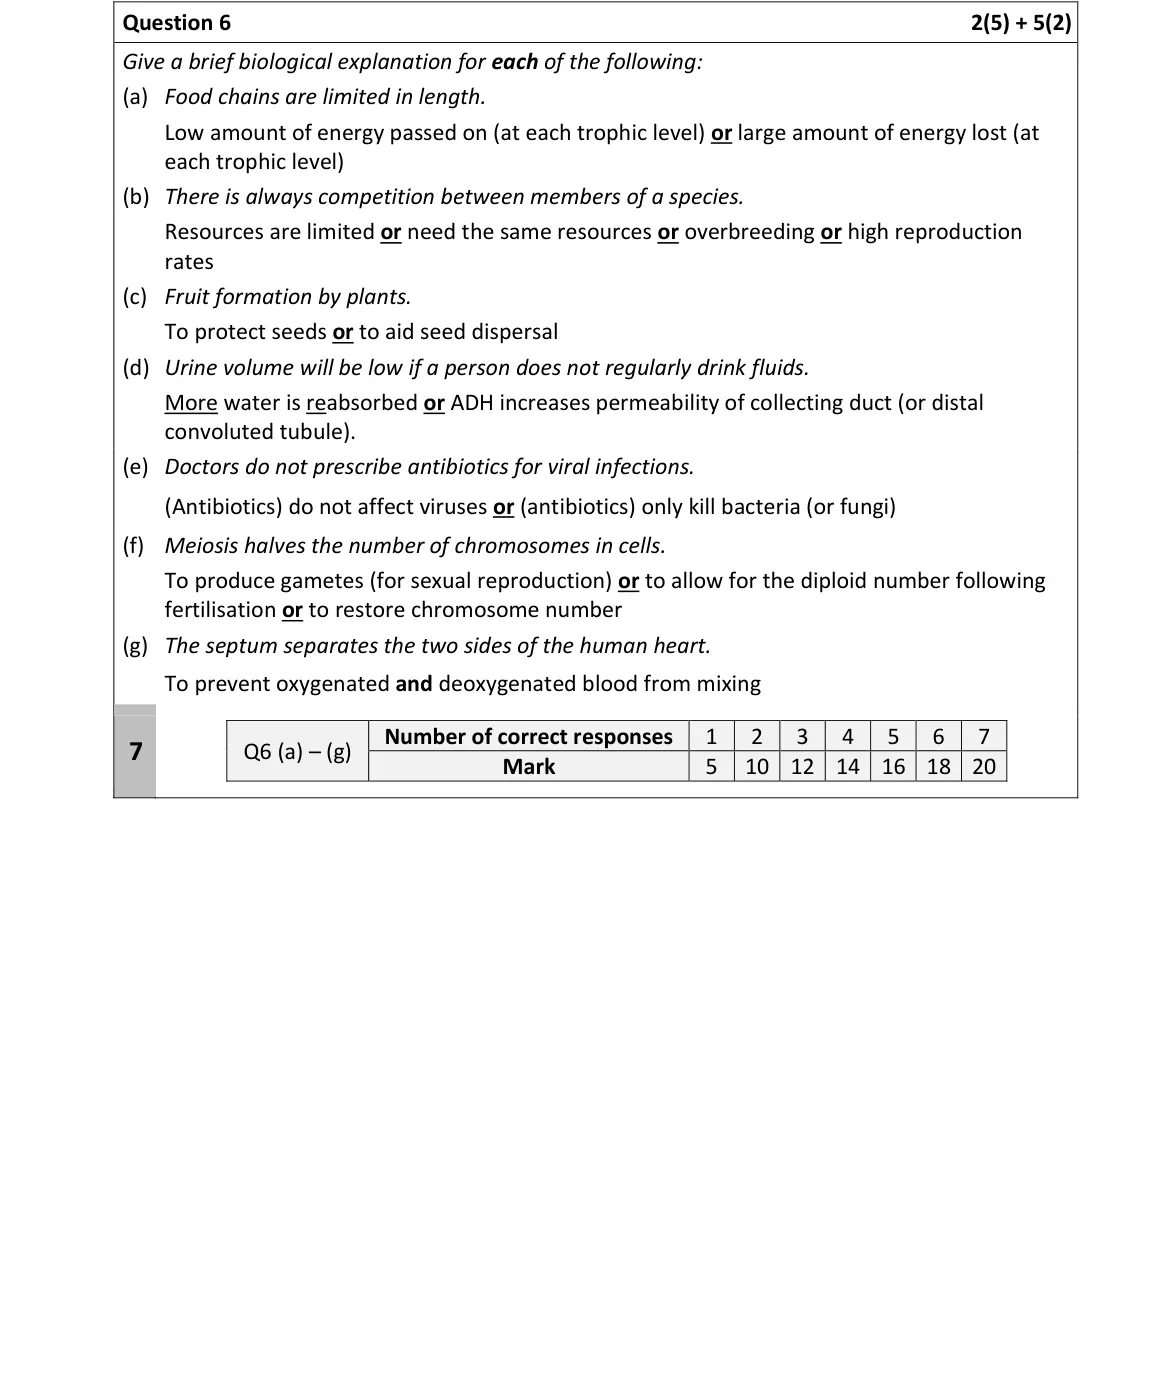 Question 6 2(5) + 5(2)
Give a brief biological explanation for each of the following:
(a) Food chains are limited in length.
Low amount of energy passed on (at each trophic level) or large amount of energy lost (at
each trophic level)
(b) There is always competition between members of a species.
Resources are limited or need the same resources or overbreeding or high reproduction
rates
(c) Fruit formation by plants.
To protect seeds or to aid seed dispersal
(d) Urine volume will be low if a person does not regularly drink fluids.
More water is reabsorbed or ADH increases permeability of collecting duct (or distal
convoluted tubule).
(e) Doctors do not prescribe antibiotics for viral infections.
(Antibiotics) do not affect viruses or (antibiotics) only kill bacteria (or fungi)
(f) Meiosis halves the number of chromosomes in cells.
To produce gametes (for sexual reproduction) or to allow for the diploid number following
fertilisation or to restore chromosome number
(g) The septum separates the two sides of the human heart.
To prevent oxygenated and deoxygenated blood from mixing
7 Q6 (a) – (g) Number of correct responses 1 2 3 4 5 6 7
Mark 5 10 12 14 16 18 20